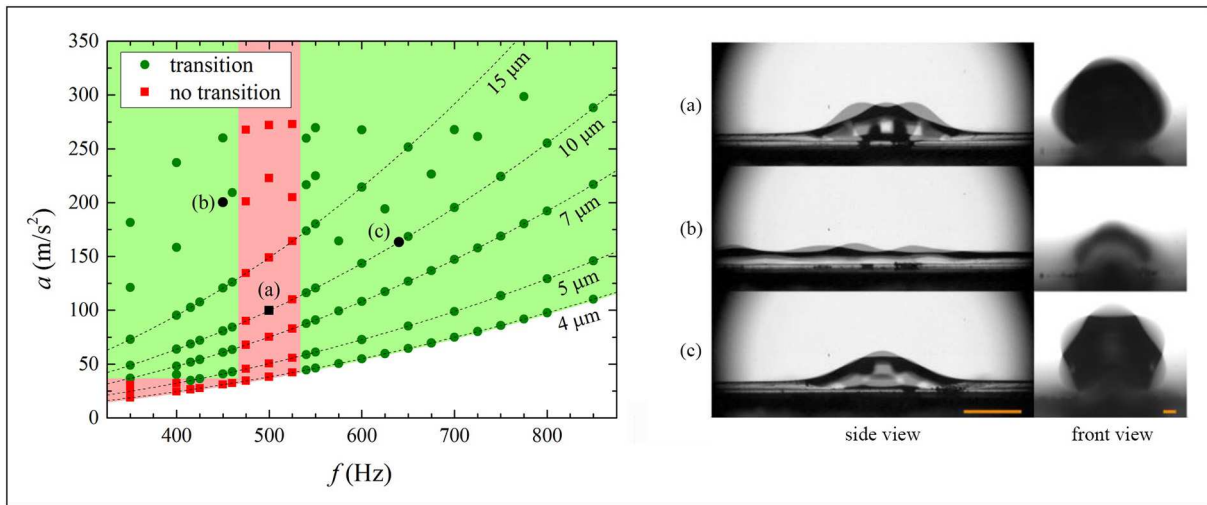 350
300
250
200
150
100
50
0
a (m/s²)
transition
no transition
15 μm
10 μm
7 μm
5 μm
4 μm
(b)
(c)
(a)
400
500
600
700
800
f (Hz)
(a)
(b)
(c)
side view
front view